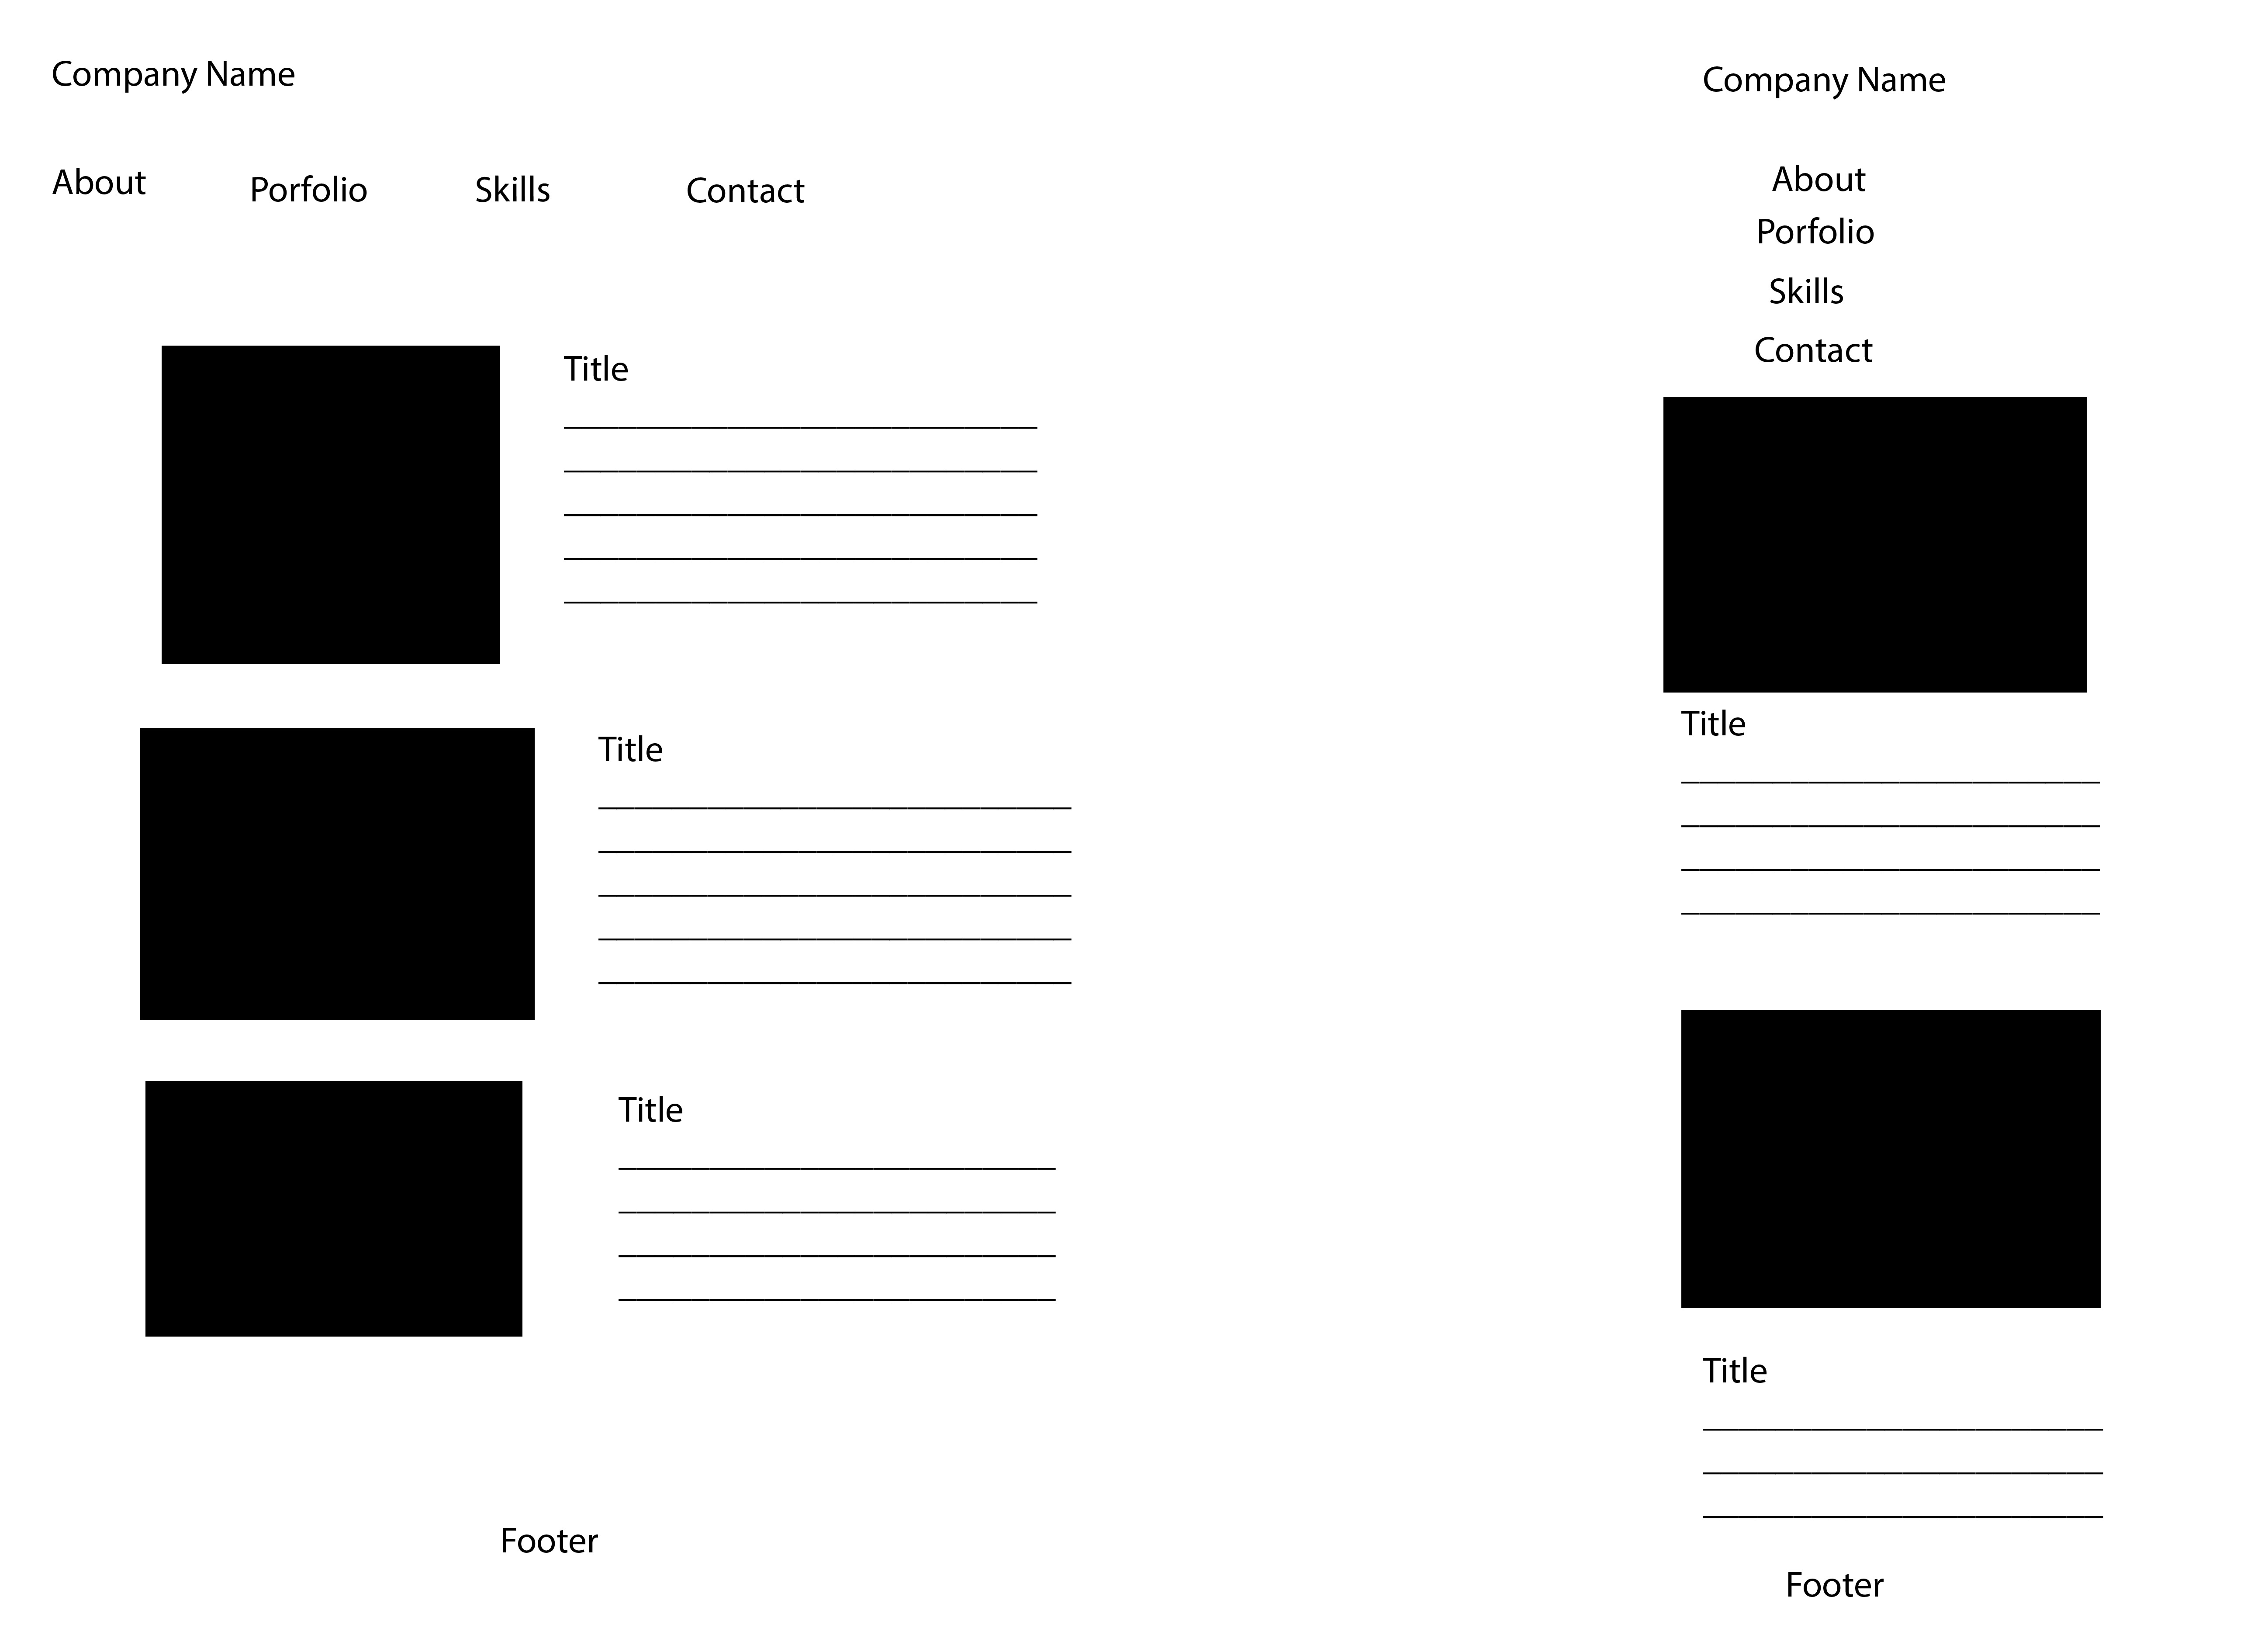 Company Name
About Porfolio Skills Contact
Title
Title
Title
Footer
Company Name
About
Porfolio
Skills
Contact
Title
Title
Footer